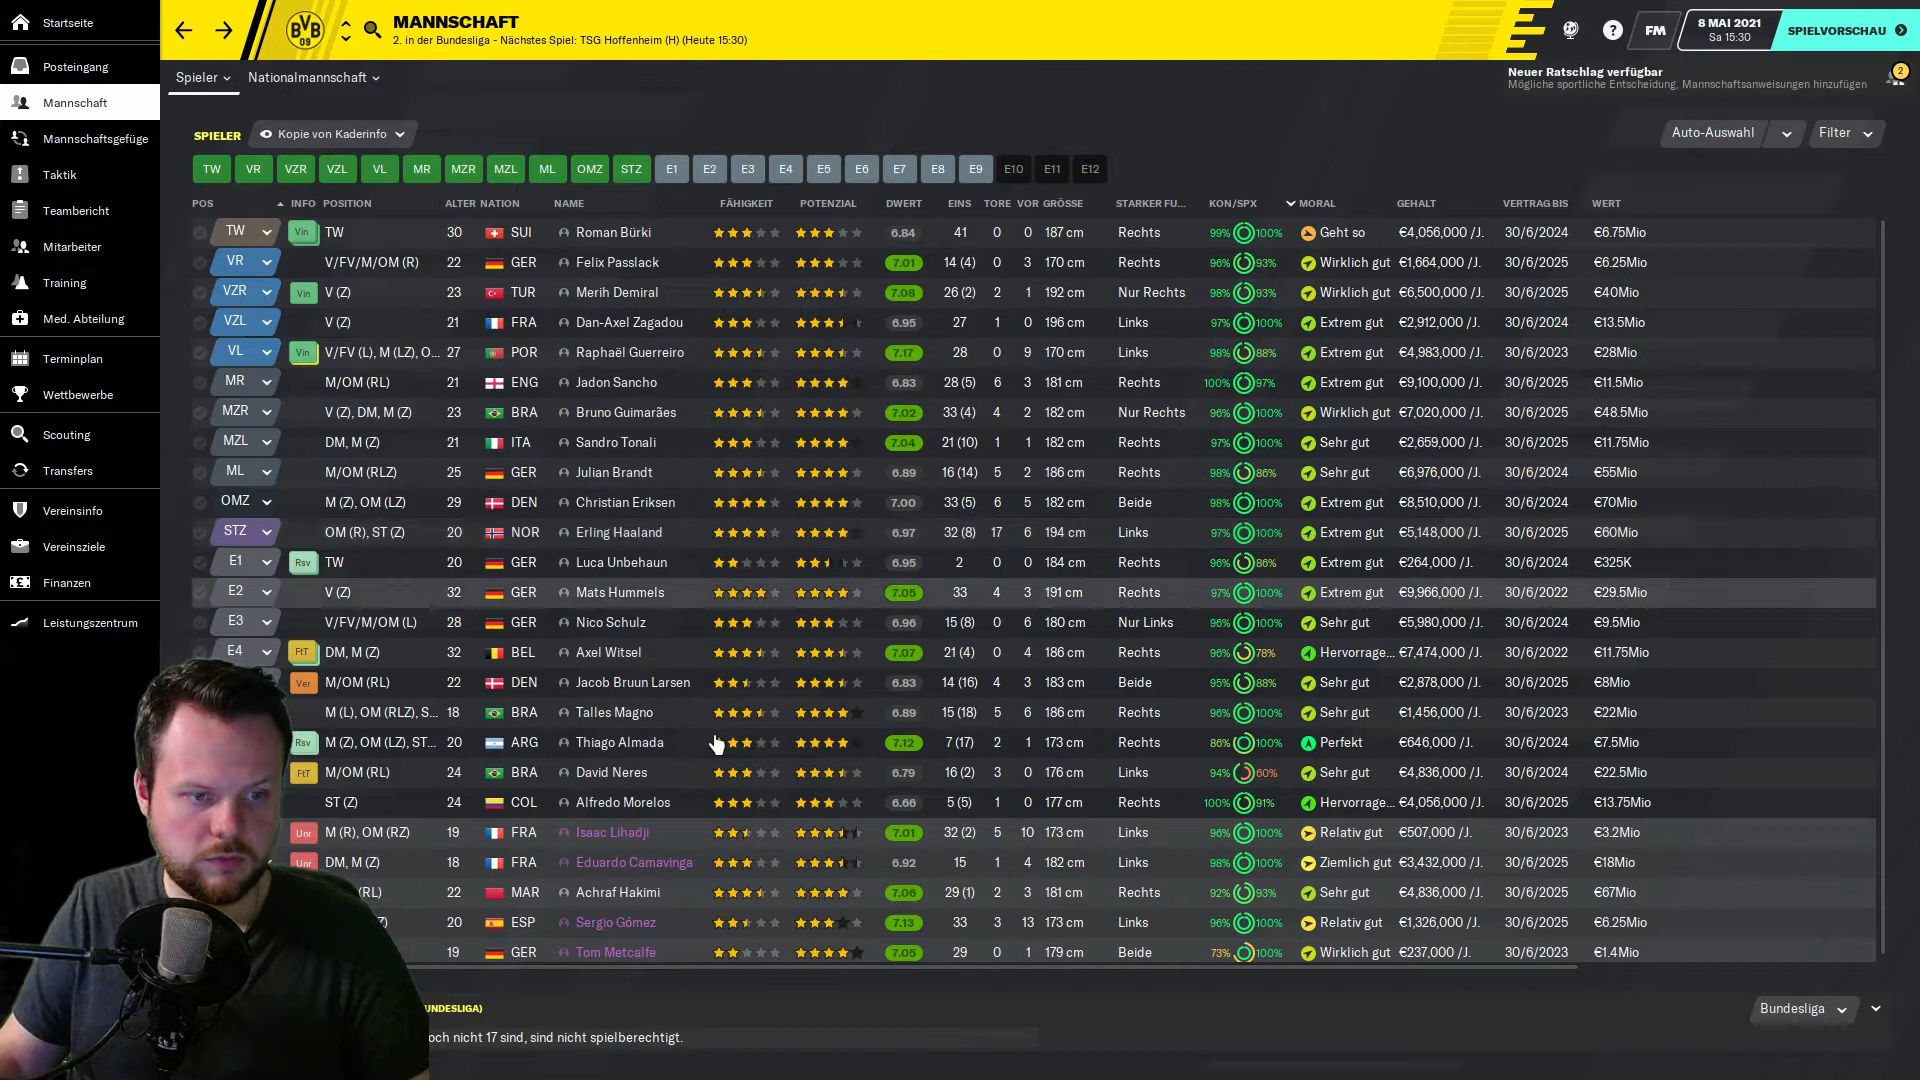 Startseite
Posteingang
Mannschaft
Mannschaftsgefüge
Taktik
Teambericht
Mitarbeiter
Training
Med. Abteilung
Terminplan
Wettbewerbe
Scouting
Transfers
Vereinsinfo
Vereinsziele
Finanzen
Leistungszentrum
BVB 09
MANNSCHAFT
2. in der Bundesliga - Nächstes Spiel: TSG Hoffenheim (H) (Heute 15:30)
FM
8 MAI 2021
Sa 15:30
SPIELVORSCHAU
Spieler
Nationalmannschaft
Neuer Ratschlag verfügbar
Mögliche sportliche Entscheidung, Mannschaftsanweisungen hinzufügen
2
SPIELER
Kopie von Kaderinfo
Auto-Auswahl
Filter
TW VR VZR VZL VL MR MZR MZL ML OMZ STZ E1 E2 E3 E4 E5 E6 E7 E8 E9 E10 E11 E12
POS INFO POSITION ALTER NATION NAME FÄHIGKEIT POTENZIAL DWERT EINS TORE VOR GRÖSSE STARKER FU... KON/SPX MORAL GEHALT VERTRAG BIS WERT
TW Vin TW 30 SUI Roman Bürki 6.84 41 0 0 187 cm Rechts 99% 100% Geht so €4,056,000 /J. 30/6/2024 €6.75Mio
VR V/FV/M/OM (R) 22 GER Felix Passlack 7.01 14 (4) 0 3 170 cm Rechts 96% 93% Wirklich gut €1,664,000 /J. 30/6/2025 €6.25Mio
VZR Vin V (Z) 23 TUR Merih Demiral 7.08 26 (2) 2 1 192 cm Nur Rechts 98% 93% Wirklich gut €6,500,000 /J. 30/6/2025 €40Mio
VZL V (Z) 21 FRA Dan-Axel Zagadou 6.95 27 1 0 196 cm Links 97% 100% Extrem gut €2,912,000 /J. 30/6/2024 €13.5Mio
VL Vin V/FV (L), M (LZ), O... 27 POR Raphaël Guerreiro 7.17 28 0 9 170 cm Links 98% 88% Extrem gut €4,983,000 /J. 30/6/2023 €28Mio
MR M/OM (RL) 21 ENG Jadon Sancho 6.83 28 (5) 6 3 181 cm Rechts 100% 97% Extrem gut €9,100,000 /J. 30/6/2025 €11.5Mio
MZR V (Z), DM, M (Z) 23 BRA Bruno Guimarães 7.02 33 (4) 4 2 182 cm Nur Rechts 96% 100% Wirklich gut €7,020,000 /J. 30/6/2025 €48.5Mio
MZL DM, M (Z) 21 ITA Sandro Tonali 7.04 21 (10) 1 1 182 cm Rechts 97% 100% Sehr gut €2,659,000 /J. 30/6/2025 €11.75Mio
ML M/OM (RLZ) 25 GER Julian Brandt 6.89 16 (14) 5 2 186 cm Rechts 98% 86% Sehr gut €6,976,000 /J. 30/6/2024 €55Mio
OMZ M (Z), OM (LZ) 29 DEN Christian Eriksen 7.00 33 (5) 6 5 182 cm Beide 98% 100% Extrem gut €8,510,000 /J. 30/6/2024 €70Mio
STZ OM (R), ST (Z) 20 NOR Erling Haaland 6.97 32 (8) 17 6 194 cm Links 97% 100% Extrem gut €5,148,000 /J. 30/6/2024 €60Mio
E1 Rsv TW 20 GER Luca Unbehaun 6.95 2 0 0 184 cm Rechts 96% 86% Extrem gut €264,000 /J. 30/6/2024 €325K
E2 V (Z) 32 GER Mats Hummels 7.05 33 4 3 191 cm Rechts 97% 100% Extrem gut €9,966,000 /J. 30/6/2022 €29.5Mio
E3 V/FV/M/OM (L) 28 GER Nico Schulz 6.96 15 (8) 0 6 180 cm Nur Links 96% 100% Sehr gut €5,980,000 /J. 30/6/2024 €9.5Mio
E4 FtT DM, M (Z) 32 BEL Axel Witsel 7.07 21 (4) 0 4 186 cm Rechts 96% 78% Hervorrage... €7,474,000 /J. 30/6/2022 €11.75Mio
Ver M/OM (RL) 22 DEN Jacob Bruun Larsen 6.83 14 (16) 4 3 183 cm Beide 95% 88% Sehr gut €2,878,000 /J. 30/6/2025 €8Mio
M (L), OM (RLZ), S... 18 BRA Talles Magno 6.89 15 (18) 5 6 186 cm Rechts 96% 100% Sehr gut €1,456,000 /J. 30/6/2023 €22Mio
Rsv M (Z), OM (LZ), ST... 20 ARG Thiago Almada 7.12 7 (17) 2 1 173 cm Rechts 86% 100% Perfekt €646,000 /J. 30/6/2024 €7.5Mio
FtT M/OM (RL) 24 BRA David Neres 6.79 16 (2) 3 0 176 cm Links 94% 60% Sehr gut €4,836,000 /J. 30/6/2024 €22.5Mio
ST (Z) 24 COL Alfredo Morelos 6.66 5 (5) 1 0 177 cm Rechts 100% 91% Hervorrage... €4,056,000 /J. 30/6/2024 €13.75Mio
Unr M (R), OM (RZ) 19 FRA Isaac Lihadji 7.01 32 (2) 5 10 173 cm Links 96% 100% Relativ gut €507,000 /J. 30/6/2023 €3.2Mio
Unr DM, M (Z) 18 FRA Eduardo Camavinga 6.92 15 1 4 182 cm Links 98% 100% Ziemlich gut €3,432,000 /J. 30/6/2025 €18Mio
(RL) 22 MAR Achraf Hakimi 7.06 29 (1) 2 3 181 cm Rechts 92% 93% Sehr gut €4,836,000 /J. 30/6/2025 €67Mio
20 ESP Sergio Gómez 7.13 33 3 13 173 cm Links 96% 100% Relativ gut €1,326,000 /J. 30/6/2025 €6.25Mio
19 GER Tom Metcalfe 7.05 29 0 1 179 cm Beide 73% 100% Wirklich gut €237,000 /J. 30/6/2023 €1.4Mio
UNDESLIGA)
Bundesliga
och nicht 17 sind, sind nicht spielberechtigt.